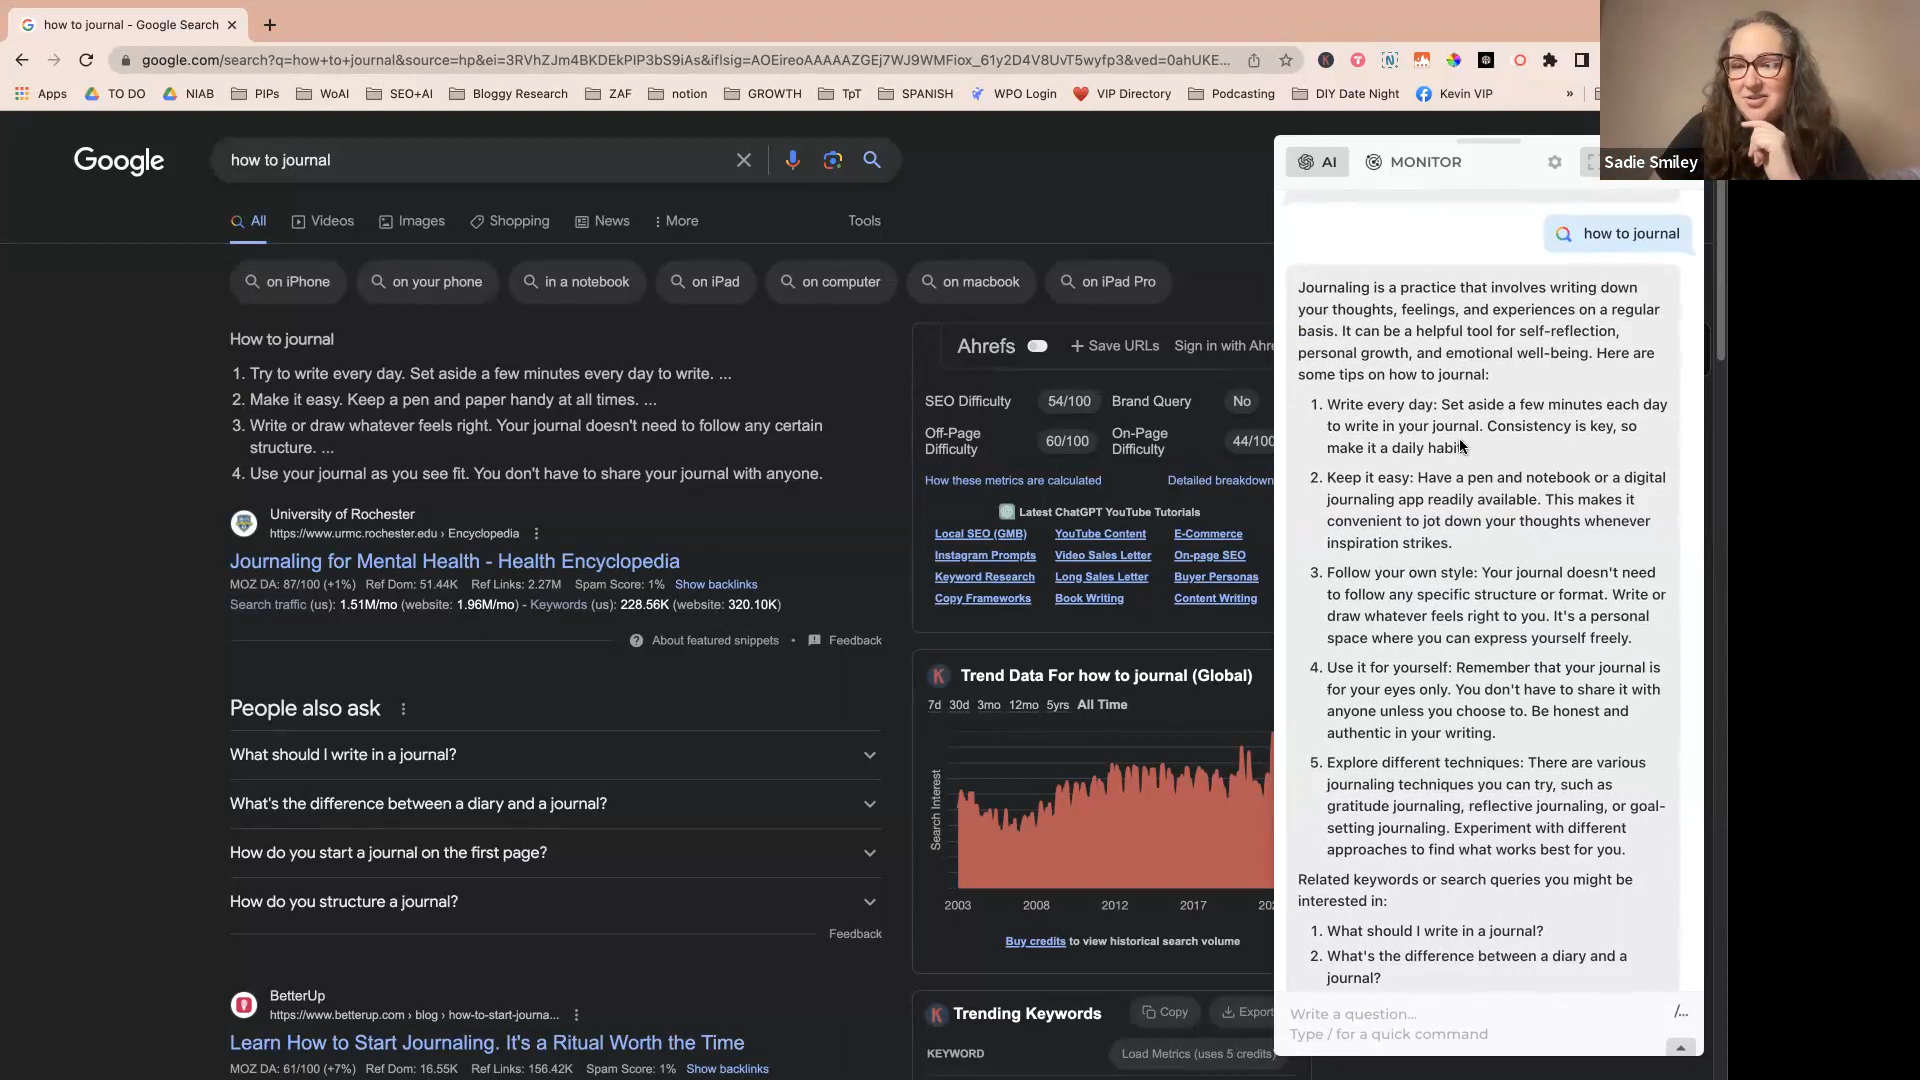 how to journal - Google Search
google.com/search?q=how+to+journal&source=hp&ei=3RVhZJm4BKDEkPIP3bS9iAs&iflsig=AOEireoAAAAAZGEj7WJ9WMFiox_61y2D4V8UvT5wyfp3&ved=0ahUKE...
Apps TO DO NIAB PIPs WoAI SEO+AI Bloggy Research ZAF notion GROWTH TpT SPANISH WPO Login VIP Directory Podcasting DIY Date Night Kevin VIP »
Sadie Smiley
Google
how to journal
All Videos Images Shopping News More Tools
on iPhone on your phone in a notebook on iPad on computer on macbook on iPad Pro
How to journal
1. Try to write every day. Set aside a few minutes every day to write. ...
2. Make it easy. Keep a pen and paper handy at all times. ...
3. Write or draw whatever feels right. Your journal doesn't need to follow any certain
structure. ...
4. Use your journal as you see fit. You don't have to share your journal with anyone.
University of Rochester
https://www.urmc.rochester.edu › Encyclopedia
Journaling for Mental Health - Health Encyclopedia
MOZ DA: 87/100 (+1%) Ref Dom: 51.44K Ref Links: 2.27M Spam Score: 1% Show backlinks
Search traffic (us): 1.51M/mo (website: 1.96M/mo) - Keywords (us): 228.56K (website: 320.10K)
About featured snippets • Feedback
People also ask
What should I write in a journal?
What's the difference between a diary and a journal?
How do you start a journal on the first page?
How do you structure a journal?
Feedback
BetterUp
https://www.betterup.com › blog › how-to-start-journa...
Learn How to Start Journaling. It's a Ritual Worth the Time
MOZ DA: 61/100 (+7%) Ref Dom: 16.55K Ref Links: 156.42K Spam Score: 1% Show backlinks
Ahrefs + Save URLs Sign in with Ahre
SEO Difficulty 54/100 Brand Query No
Off-Page Difficulty 60/100 On-Page Difficulty 44/100
How these metrics are calculated Detailed breakdown
Latest ChatGPT YouTube Tutorials
Local SEO (GMB) YouTube Content E-Commerce
Instagram Prompts Video Sales Letter On-page SEO
Keyword Research Long Sales Letter Buyer Personas
Copy Frameworks Book Writing Content Writing
K Trend Data For how to journal (Global)
7d 30d 3mo 12mo 5yrs All Time
Search Interest
2003 2008 2012 2017
Buy credits to view historical search volume
K Trending Keywords Copy Export
KEYWORD Load Metrics (uses 5 credits)
AI MONITOR
how to journal
Journaling is a practice that involves writing down
your thoughts, feelings, and experiences on a regular
basis. It can be a helpful tool for self-reflection,
personal growth, and emotional well-being. Here are
some tips on how to journal:
1. Write every day: Set aside a few minutes each day
to write in your journal. Consistency is key, so
make it a daily habit.
2. Keep it easy: Have a pen and notebook or a digital
journaling app readily available. This makes it
convenient to jot down your thoughts whenever
inspiration strikes.
3. Follow your own style: Your journal doesn't need
to follow any specific structure or format. Write or
draw whatever feels right to you. It's a personal
space where you can express yourself freely.
4. Use it for yourself: Remember that your journal is
for your eyes only. You don't have to share it with
anyone unless you choose to. Be honest and
authentic in your writing.
5. Explore different techniques: There are various
journaling techniques you can try, such as
gratitude journaling, reflective journaling, or goal-
setting journaling. Experiment with different
approaches to find what works best for you.
Related keywords or search queries you might be
interested in:
1. What should I write in a journal?
2. What's the difference between a diary and a
journal?
Write a question...
Type / for a quick command
/...